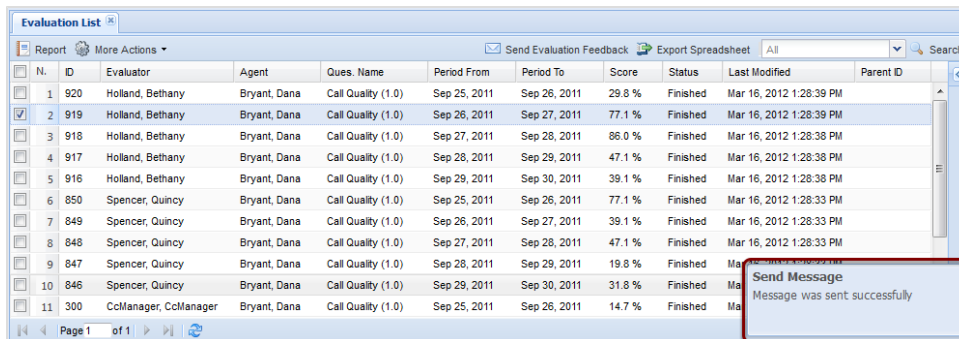 Evaluation List
Report More Actions Send Evaluation Feedback Export Spreadsheet All Search
N. ID Evaluator Agent Ques. Name Period From Period To Score Status Last Modified Parent ID
1 920 Holland, Bethany Bryant, Dana Call Quality (1.0) Sep 25, 2011 Sep 26, 2011 29.8 % Finished Mar 16, 2012 1:28:39 PM
2 919 Holland, Bethany Bryant, Dana Call Quality (1.0) Sep 26, 2011 Sep 27, 2011 77.1 % Finished Mar 16, 2012 1:28:39 PM
3 918 Holland, Bethany Bryant, Dana Call Quality (1.0) Sep 27, 2011 Sep 28, 2011 86.0 % Finished Mar 16, 2012 1:28:38 PM
4 917 Holland, Bethany Bryant, Dana Call Quality (1.0) Sep 28, 2011 Sep 29, 2011 47.1 % Finished Mar 16, 2012 1:28:38 PM
5 916 Holland, Bethany Bryant, Dana Call Quality (1.0) Sep 29, 2011 Sep 30, 2011 39.1 % Finished Mar 16, 2012 1:28:38 PM
6 850 Spencer, Quincy Bryant, Dana Call Quality (1.0) Sep 25, 2011 Sep 26, 2011 77.1 % Finished Mar 16, 2012 1:28:33 PM
7 849 Spencer, Quincy Bryant, Dana Call Quality (1.0) Sep 26, 2011 Sep 27, 2011 39.1 % Finished Mar 16, 2012 1:28:33 PM
8 848 Spencer, Quincy Bryant, Dana Call Quality (1.0) Sep 27, 2011 Sep 28, 2011 47.1 % Finished Mar 16, 2012 1:28:33 PM
9 847 Spencer, Quincy Bryant, Dana Call Quality (1.0) Sep 28, 2011 Sep 29, 2011 19.8 % Finished
10 846 Spencer, Quincy Bryant, Dana Call Quality (1.0) Sep 29, 2011 Sep 30, 2011 31.8 % Finished Ma
11 300 CcManager, CcManager Bryant, Dana Call Quality (1.0) Sep 25, 2011 Sep 26, 2011 14.7 % Finished Ma
Send Message
Message was sent successfully
Page 1 of 1